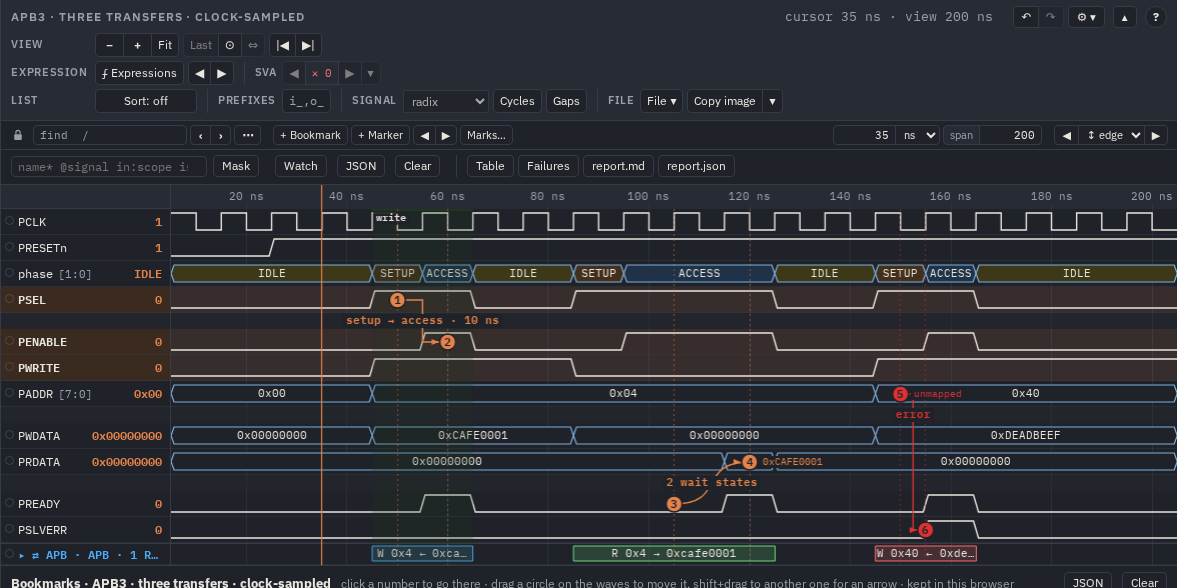 APB3 · THREE TRANSFERS · CLOCK-SAMPLED cursor 35 ns · view 200 ns ↶ ↷ ⚙ ▾ ▲ ?
VIEW − + Fit Last ⊙ ⇔ |◀ ▶|
EXPRESSION ⨍ Expressions ◀ ▶ SVA ◀ × 0 ▶ ▾
LIST Sort: off PREFIXES i_,o_ SIGNAL radix Cycles Gaps FILE File ▾ Copy image ▾
find / ‹ › ⋯ + Bookmark + Marker ◀ ▶ Marks… 35 ns span 200 ◀ ↕ edge ▶
name* @signal in:scope is Mask Watch JSON Clear Table Failures report.md report.json
20 ns 40 ns 60 ns 80 ns 100 ns 120 ns 140 ns 160 ns 180 ns 200 ns
PCLK 1 write
PRESETn 1
phase [1:0] IDLE IDLE SETUP ACCESS IDLE SETUP ACCESS IDLE SETUP ACCESS IDLE
PSEL 0 1
setup → access · 10 ns
PENABLE 0 2
PWRITE 0
PADDR [7:0] 0x00 0x00 0x04 5 unmapped 0x40
error
PWDATA 0x00000000 0x00000000 0xCAFE0001 0x00000000 0xDEADBEEF
PRDATA 0x00000000 0x00000000 4 0xCAFE0001 0x00000000
2 wait states
PREADY 0 3
PSLVERR 0 6
▸ ⇄ APB · APB · 1 R… W 0x4 ← 0xca… R 0x4 → 0xcafe0001 W 0x40 ← 0xde…
Bookmarks · APB3 · three transfers · clock-sampled click a number to go there · drag a circle on the waves to move it, shift+drag to another one for an arrow · kept in this browser JSON Clear